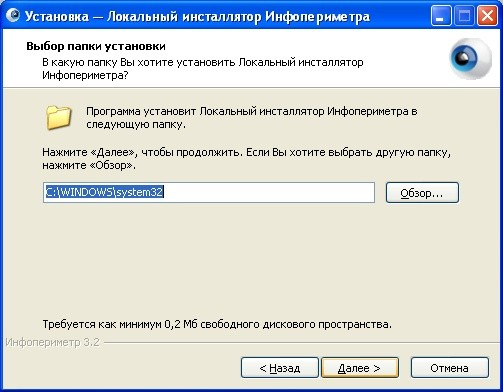 Установка — Локальный инсталлятор Инфопериметра
Выбор папки установки
В какую папку Вы хотите установить Локальный инсталлятор
Инфопериметра?
Программа установит Локальный инсталлятор Инфопериметра в
следующую папку.
Нажмите «Далее», чтобы продолжить. Если Вы хотите выбрать другую папку,
нажмите «Обзор».
C:\WINDOWS\system32
Обзор...
Требуется как минимум 0,2 Мб свободного дискового пространства.
Инфопериметр 3.2
< Назад
Далее >
Отмена